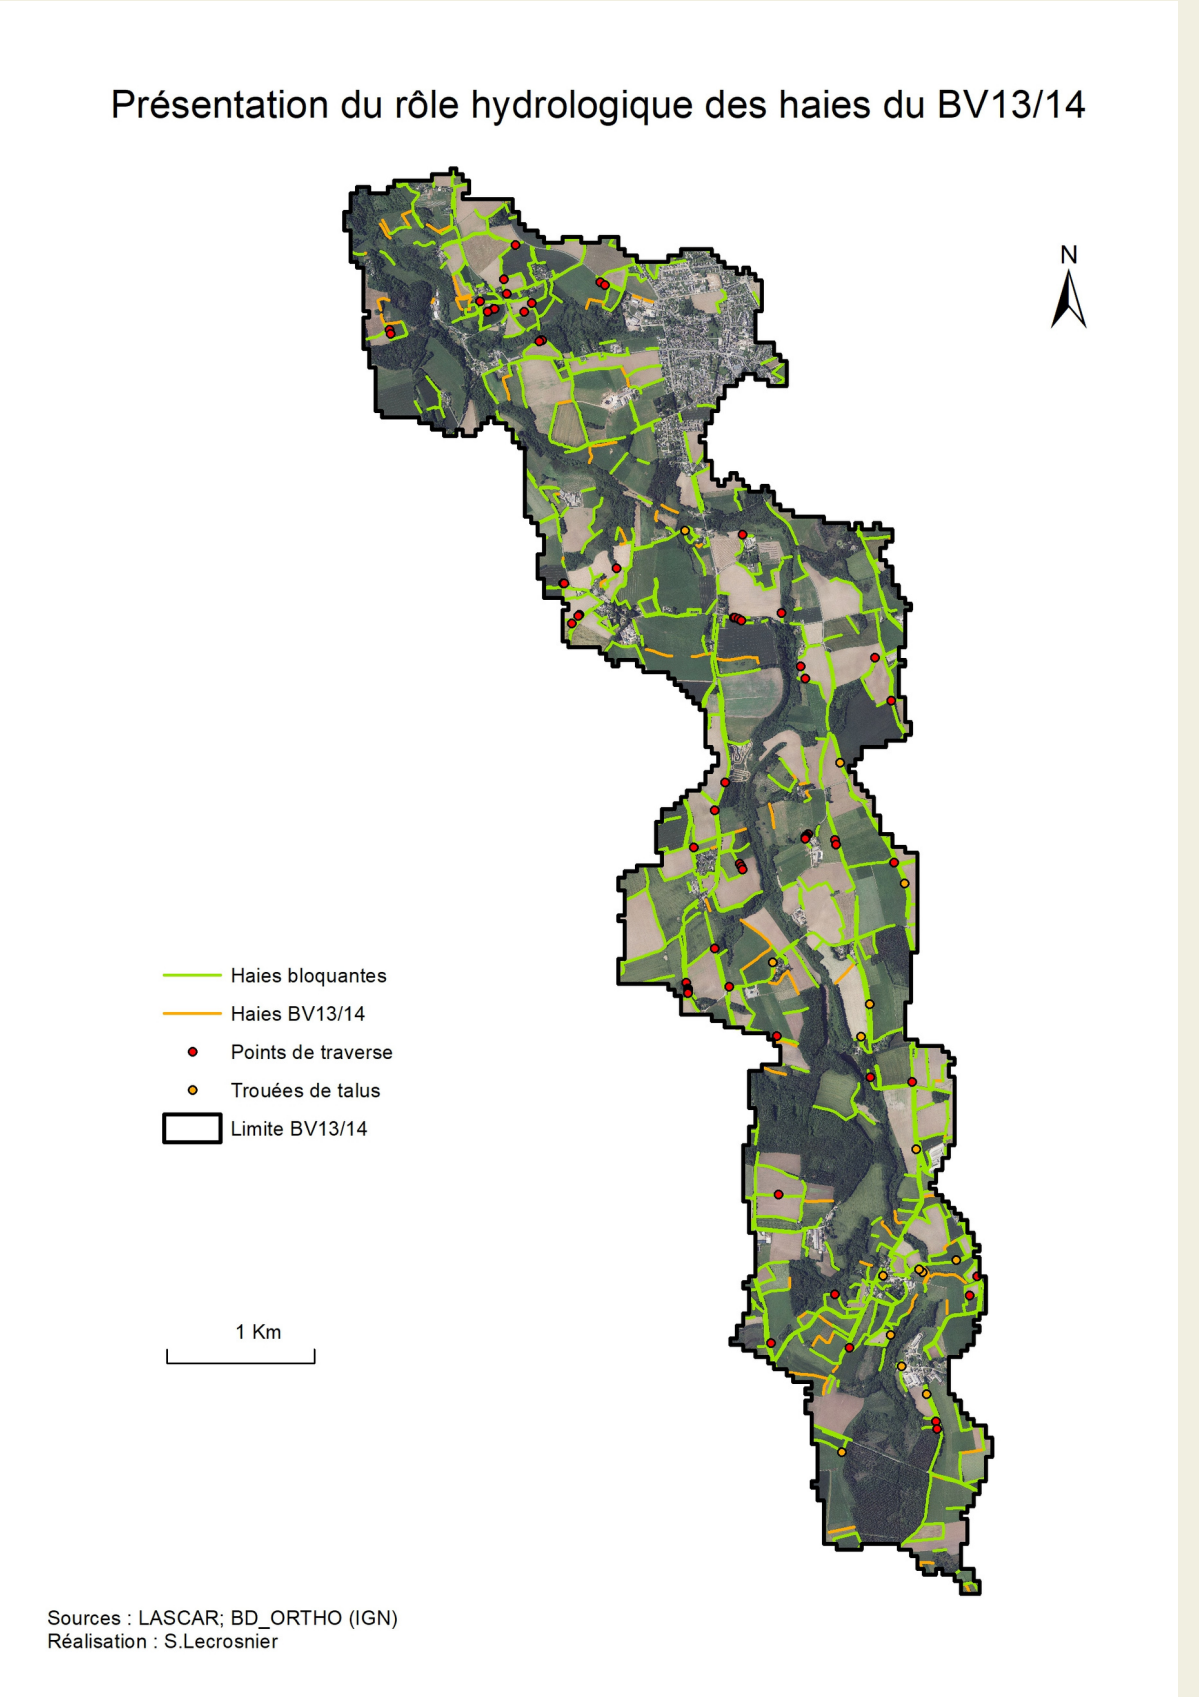 Présentation du rôle hydrologique des haies du BV13/14
N
Haies bloquantes
Haies BV13/14
Points de traverse
Trouées de talus
Limite BV13/14
1 Km
Sources : LASCAR; BD_ORTHO (IGN)
Réalisation : S.Lecrosnier